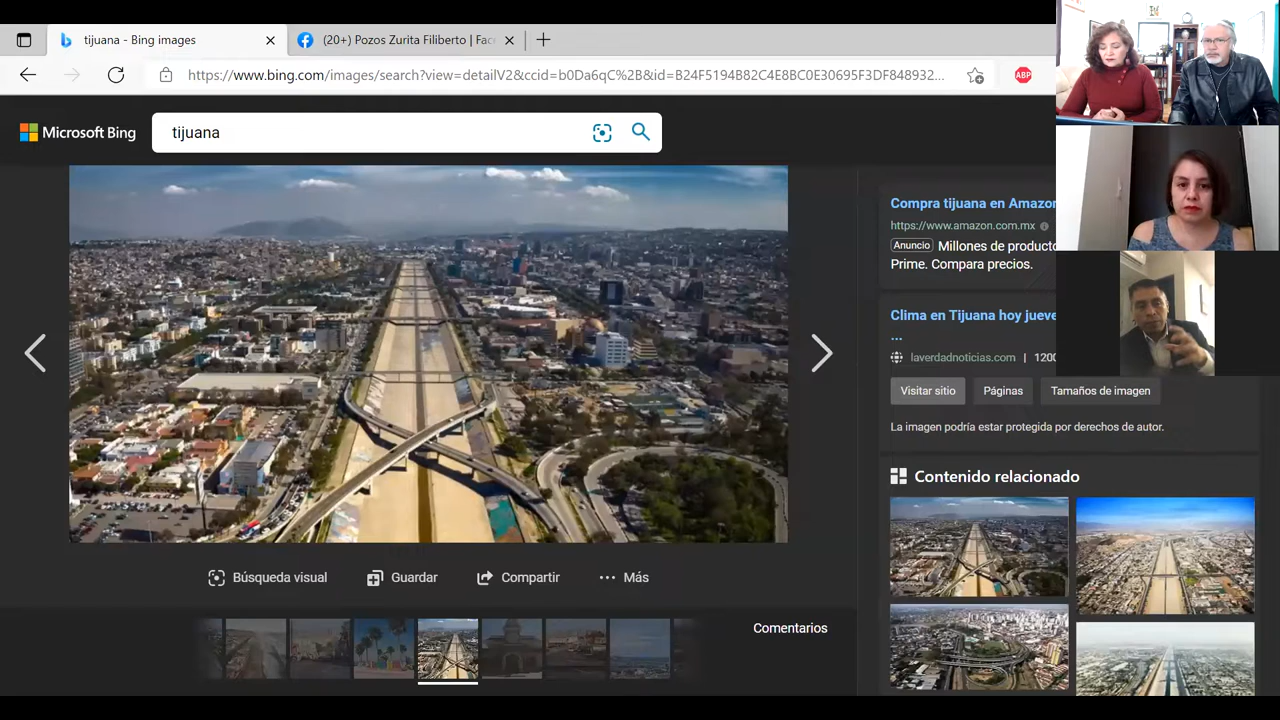 tijuana - Bing images
(20+) Pozos Zurita Filiberto | Fac
https://www.bing.com/images/search?view=detailV2&ccid=b0Da6qC%2B&id=B24F5194B82C4E8BC0E30695F3DF848932...
ABP
Microsoft Bing
tijuana
Compra tijuana en Amazon
https://www.amazon.com.mx
Anuncio Millones de producto
Prime. Compara precios.
Clima en Tijuana hoy jueve
...
laverdadnoticias.com | 1200
Visitar sitio Páginas Tamaños de imagen
La imagen podría estar protegida por derechos de autor.
Contenido relacionado
Búsqueda visual Guardar Compartir Más
Comentarios